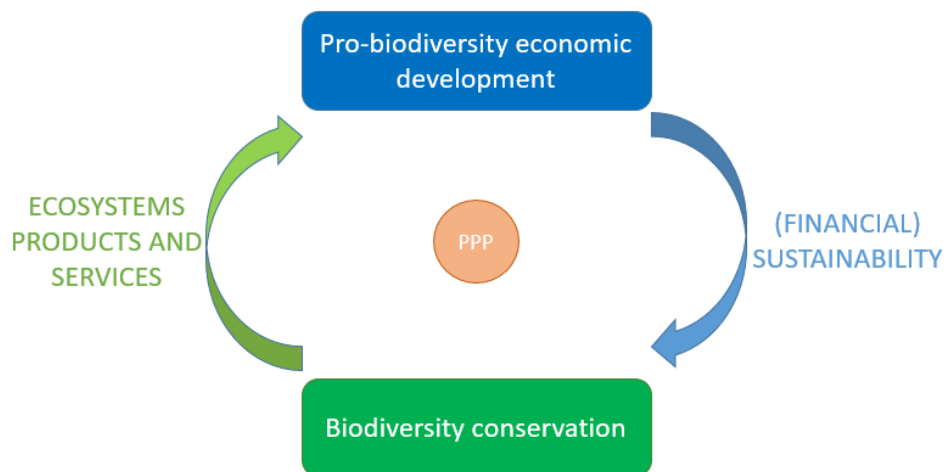 Pro-biodiversity economic
development
ECOSYSTEMS
PRODUCTS AND
SERVICES
PPP
(FINANCIAL)
SUSTAINABILITY
Biodiversity conservation